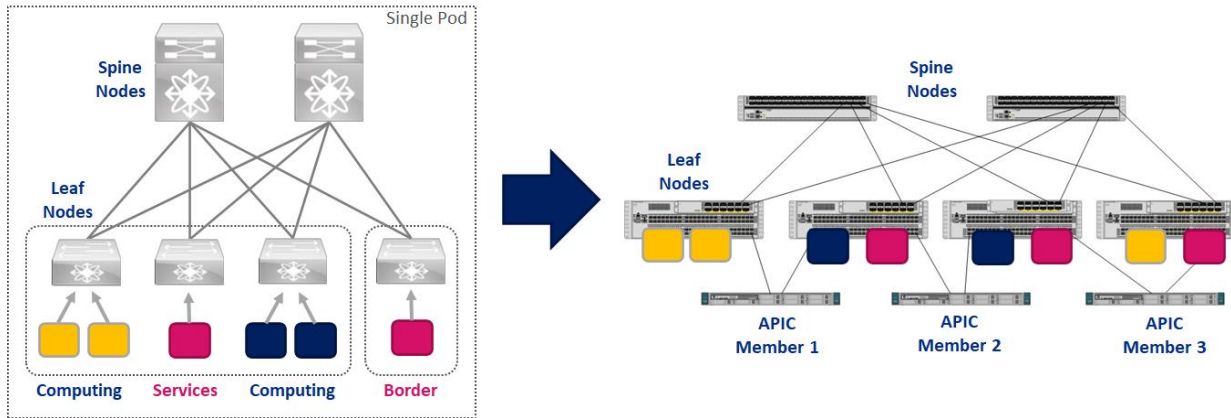 Single Pod
Spine
Nodes
Leaf
Nodes
Computing
Services
Computing
Border
Spine
Nodes
Leaf
Nodes
APIC
Member 1
APIC
Member 2
APIC
Member 3